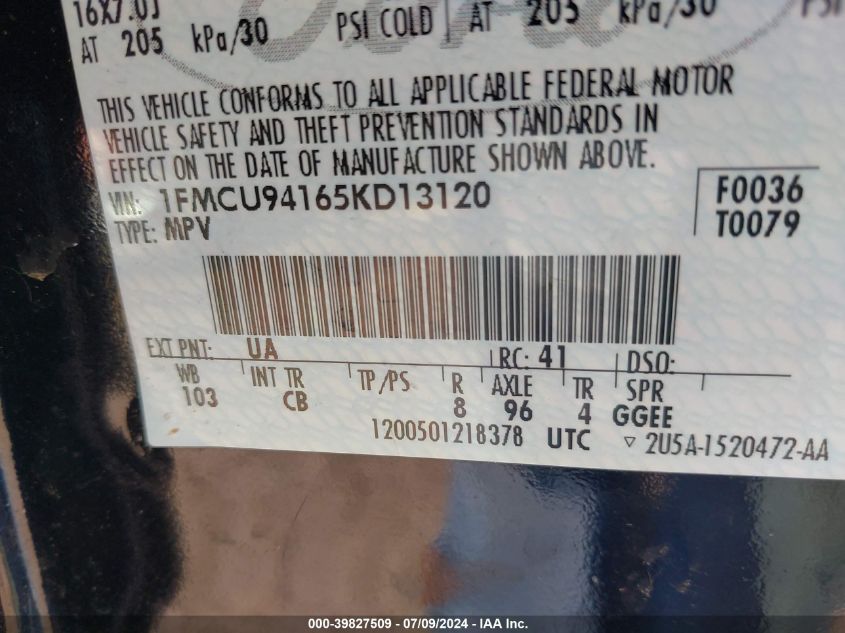 16X7.0J
AT 205 kPa/30 PSI COLD AT 205 kPa/30 PSI
THIS VEHICLE CONFORMS TO ALL APPLICABLE FEDERAL MOTOR
VEHICLE SAFETY AND THEFT PREVENTION STANDARDS IN
EFFECT ON THE DATE OF MANUFACTURE SHOWN ABOVE.
VIN: 1FMCU94165KD13120 F0036
TYPE: MPV T0079
EXT PNT: UA RC: 41 DSO:
WB INT TR TP/PS R AXLE TR SPR
103 CB 8 96 4 GGEE
1200501218378 UTC ▽ 2U5A-1520472-AA
000-39827509 - 07/09/2024 - IAA Inc.